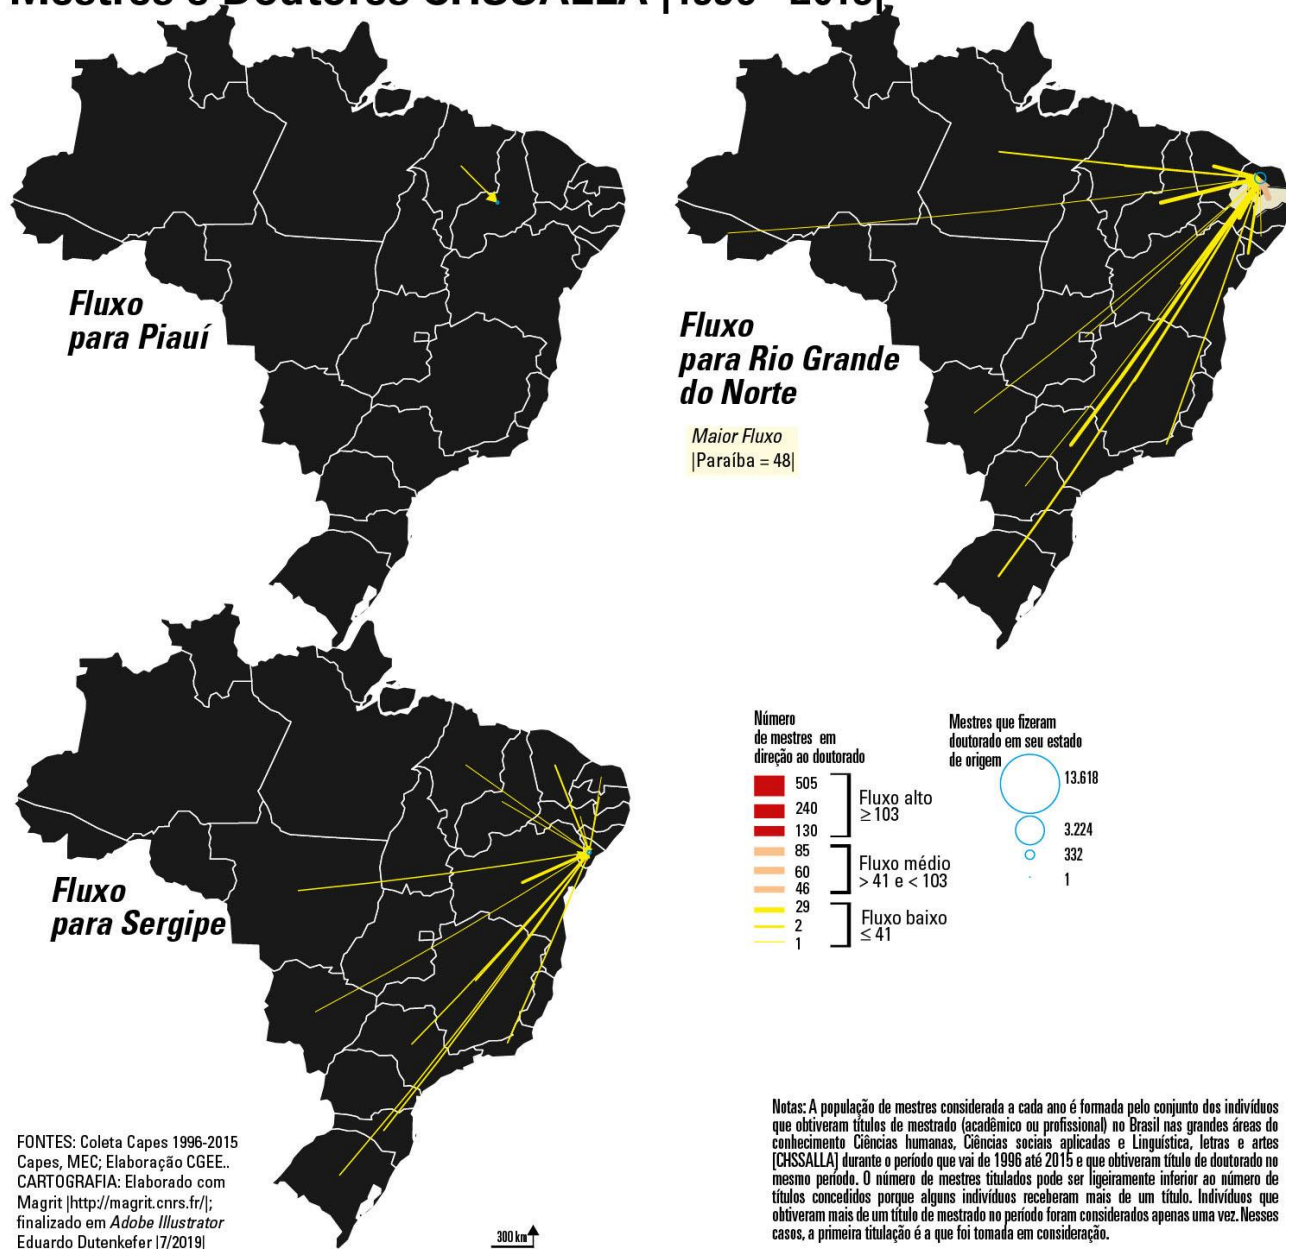 Mestres e Doutores CHSSALLA |1996 - 2015|
Fluxo
para Piauí
Fluxo
para Rio Grande
do Norte
Maior Fluxo
|Paraíba = 48|
Fluxo
para Sergipe
Número
de mestres em
direção ao doutorado
505
240
130
85
60
46
29
2
1
Fluxo alto
≥ 103
Fluxo médio
> 41 e < 103
Fluxo baixo
≤ 41
Mestres que fizeram
doutorado em seu estado
de origem
13.618
3.224
332
1
FONTES: Coleta Capes 1996-2015
Capes, MEC; Elaboração CGEE..
CARTOGRAFIA: Elaborado com
Magrit |http://magrit.cnrs.fr/|;
finalizado em Adobe Illustrator
Eduardo Dutenkefer |7/2019|
300 km
Notas: A população de mestres considerada a cada ano é formada pelo conjunto dos indivíduos
que obtiveram títulos de mestrado (acadêmico ou profissional) no Brasil nas grandes áreas do
conhecimento Ciências humanas, Ciências sociais aplicadas e Linguística, letras e artes
[CHSSALLA] durante o período que vai de 1996 até 2015 e que obtiveram título de doutorado no
mesmo período. O número de mestres titulados pode ser ligeiramente inferior ao número de
títulos concedidos porque alguns indivíduos receberam mais de um título. Indivíduos que
obtiveram mais de um título de mestrado no período foram considerados apenas uma vez. Nesses
casos, a primeira titulação é a que foi tomada em consideração.